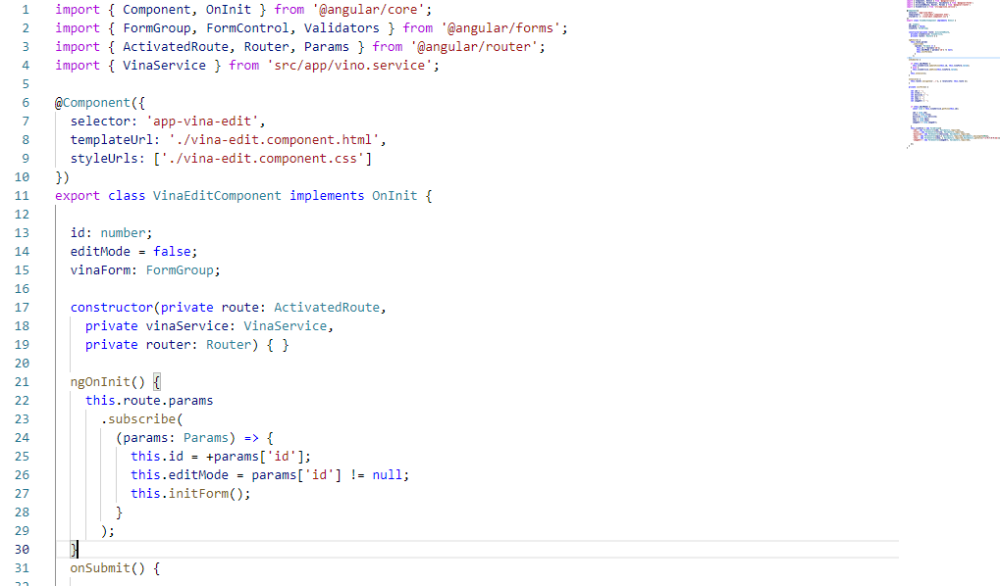 1 import { Component, OnInit } from '@angular/core';
2 import { FormGroup, FormControl, Validators } from '@angular/forms';
3 import { ActivatedRoute, Router, Params } from '@angular/router';
4 import { VinaService } from 'src/app/vino.service';
5
6 @Component({
7   selector: 'app-vina-edit',
8   templateUrl: './vina-edit.component.html',
9   styleUrls: ['./vina-edit.component.css']
10 })
11 export class VinaEditComponent implements OnInit {
12
13   id: number;
14   editMode = false;
15   vinaForm: FormGroup;
16
17   constructor(private route: ActivatedRoute,
18     private vinaService: VinaService,
19     private router: Router) { }
20
21   ngOnInit() {
22     this.route.params
23       .subscribe(
24         (params: Params) => {
25           this.id = +params['id'];
26           this.editMode = params['id'] != null;
27           this.initForm();
28         }
29       );
30   }
31   onSubmit() {
32